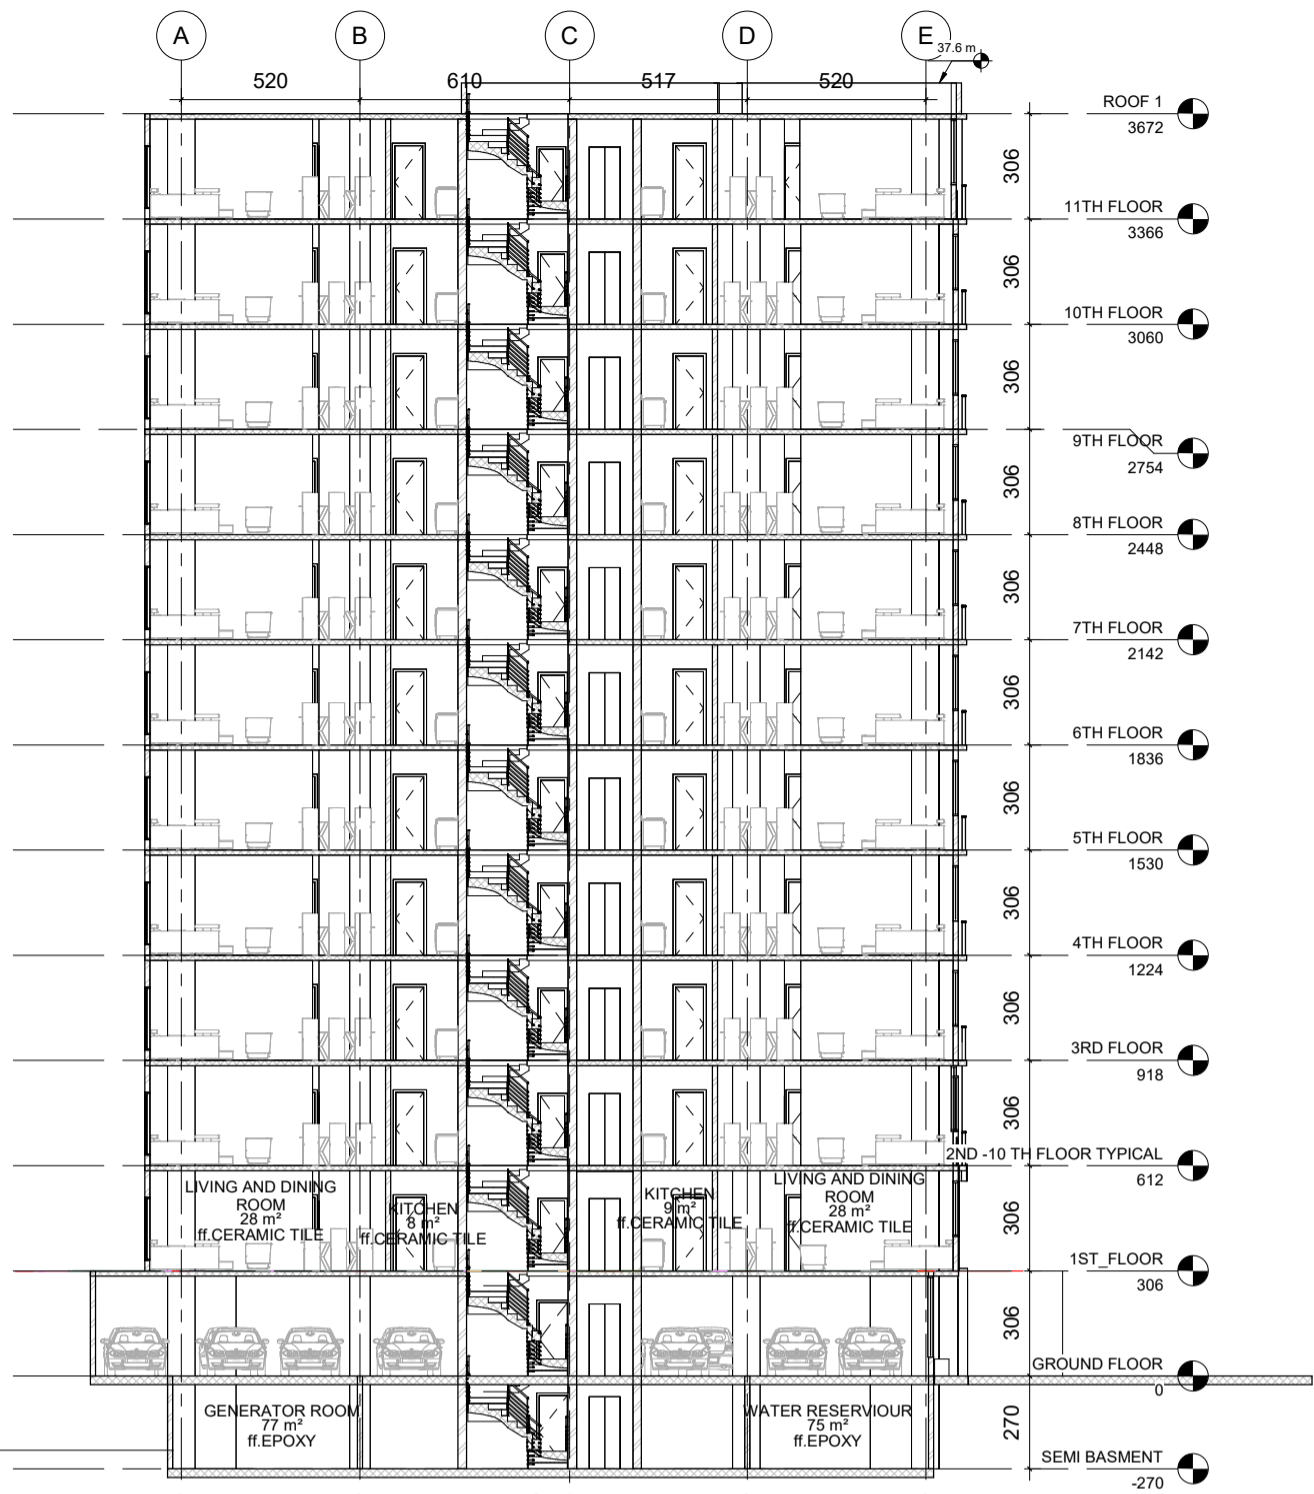 A
B
C
D
E
37.6 m
520
610
517
520
ROOF 1
3672
306
11TH FLOOR
3366
306
10TH FLOOR
3060
306
9TH FLOOR
2754
306
8TH FLOOR
2448
306
7TH FLOOR
2142
306
6TH FLOOR
1836
306
5TH FLOOR
1530
306
4TH FLOOR
1224
306
3RD FLOOR
918
306
2ND -10 TH FLOOR TYPICAL
612
LIVING AND DINING
ROOM
28 m²
ff.CERAMIC TILE
KITCHEN
8 m²
ff.CERAMIC TILE
KITCHEN
9 m²
ff.CERAMIC TILE
LIVING AND DINING
ROOM
28 m²
ff.CERAMIC TILE
306
1ST_FLOOR
306
306
GROUND FLOOR
0
GENERATOR ROOM
77 m²
ff.EPOXY
WATER RESERVIOUR
75 m²
ff.EPOXY
270
SEMI BASMENT
-270